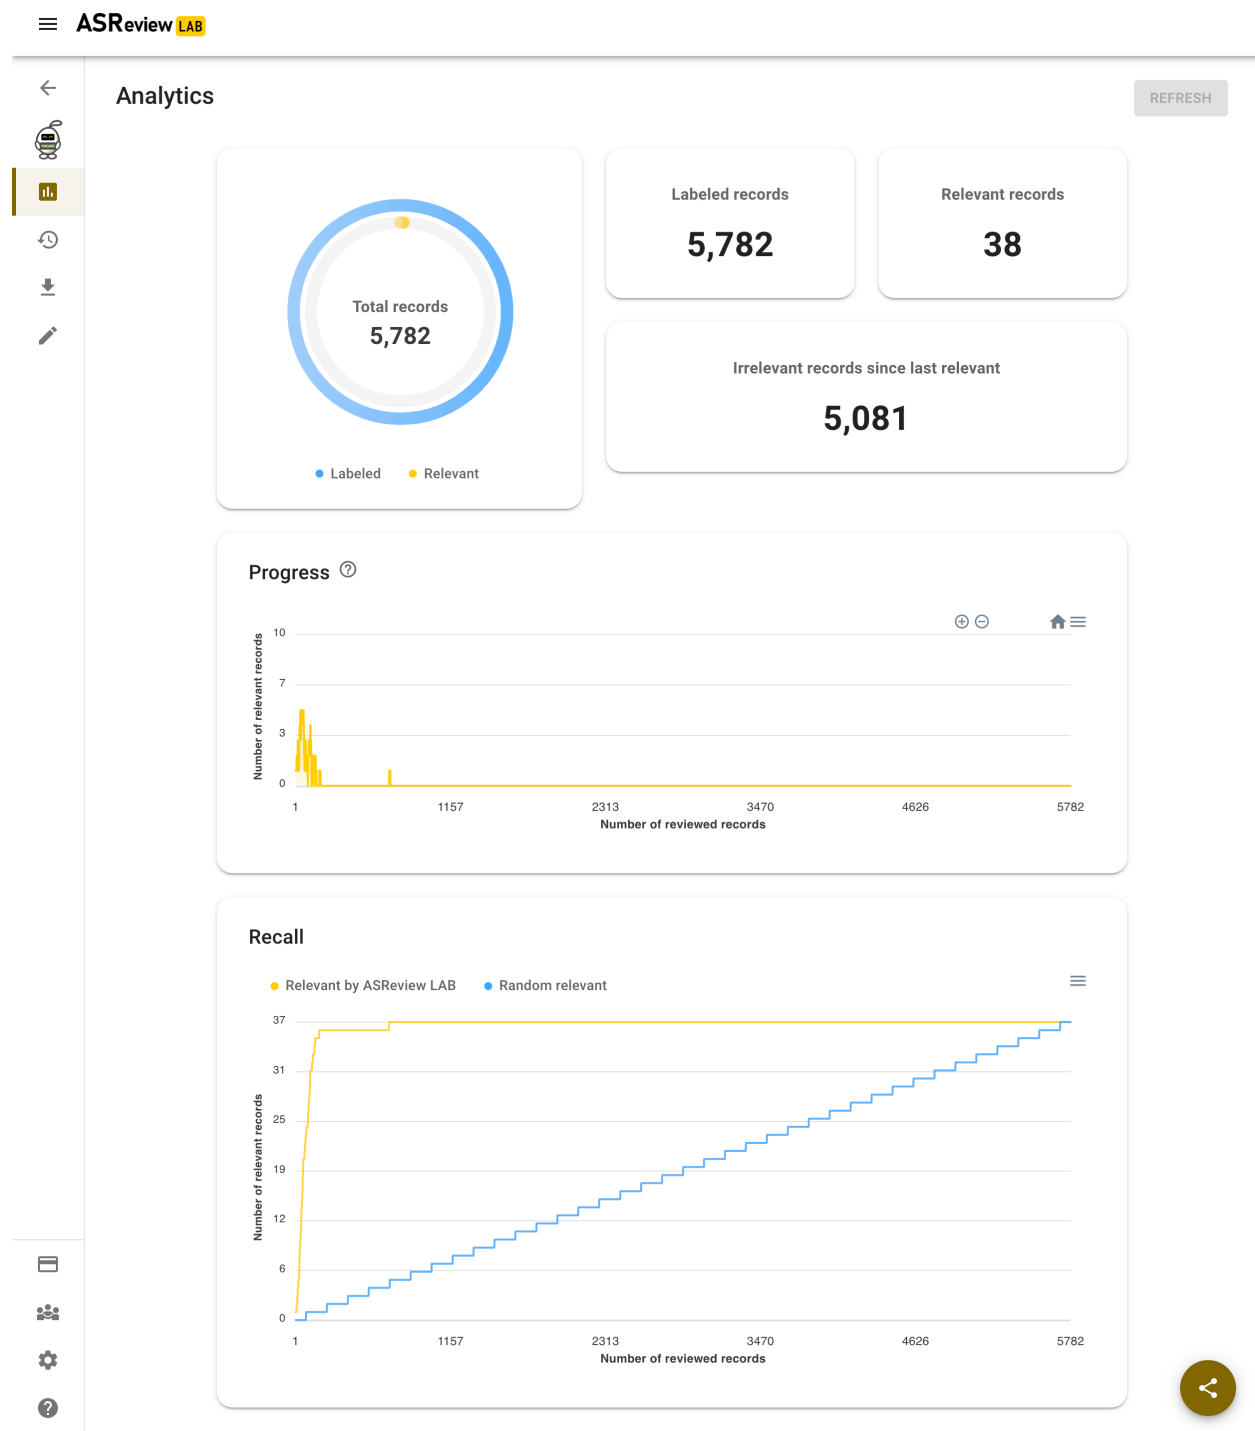 ASReview LAB
Analytics
REFRESH
Total records
5,782
Labeled
Relevant
Labeled records
5,782
Relevant records
38
Irrelevant records since last relevant
5,081
Progress
Number of relevant records
10
7
3
0
1
1157
2313
3470
4626
5782
Number of reviewed records
Recall
Relevant by ASReview LAB
Random relevant
Number of relevant records
37
31
25
19
12
6
0
1
1157
2313
3470
4626
5782
Number of reviewed records